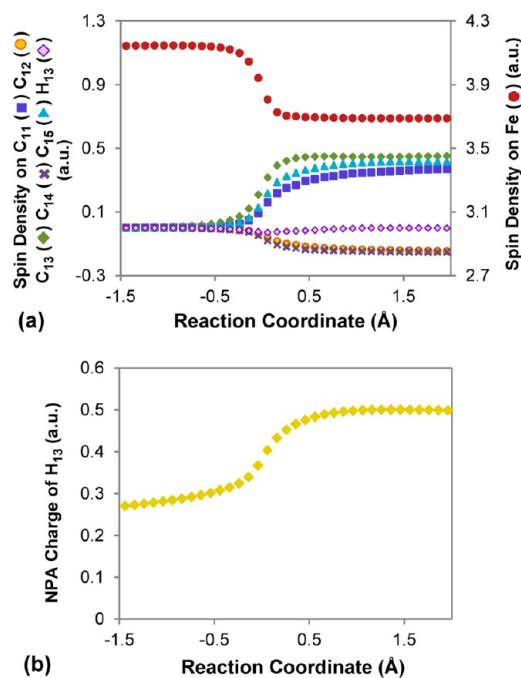 Spin Density on C11 ( ) C12 ( )
C13 ( ) C14 ( ) C15 ( ) H13 ( )
(a.u.)
1.3
0.9
0.5
0.1
-0.3
4.3
3.9
3.5
3.1
2.7
Spin Density on Fe ( ) (a.u.)
-1.5
-0.5
0.5
1.5
(a)
Reaction Coordinate (Å)
NPA Charge of H13 (a.u.)
0.6
0.5
0.4
0.3
0.2
0.1
0
-1.5
-0.5
0.5
1.5
(b)
Reaction Coordinate (Å)